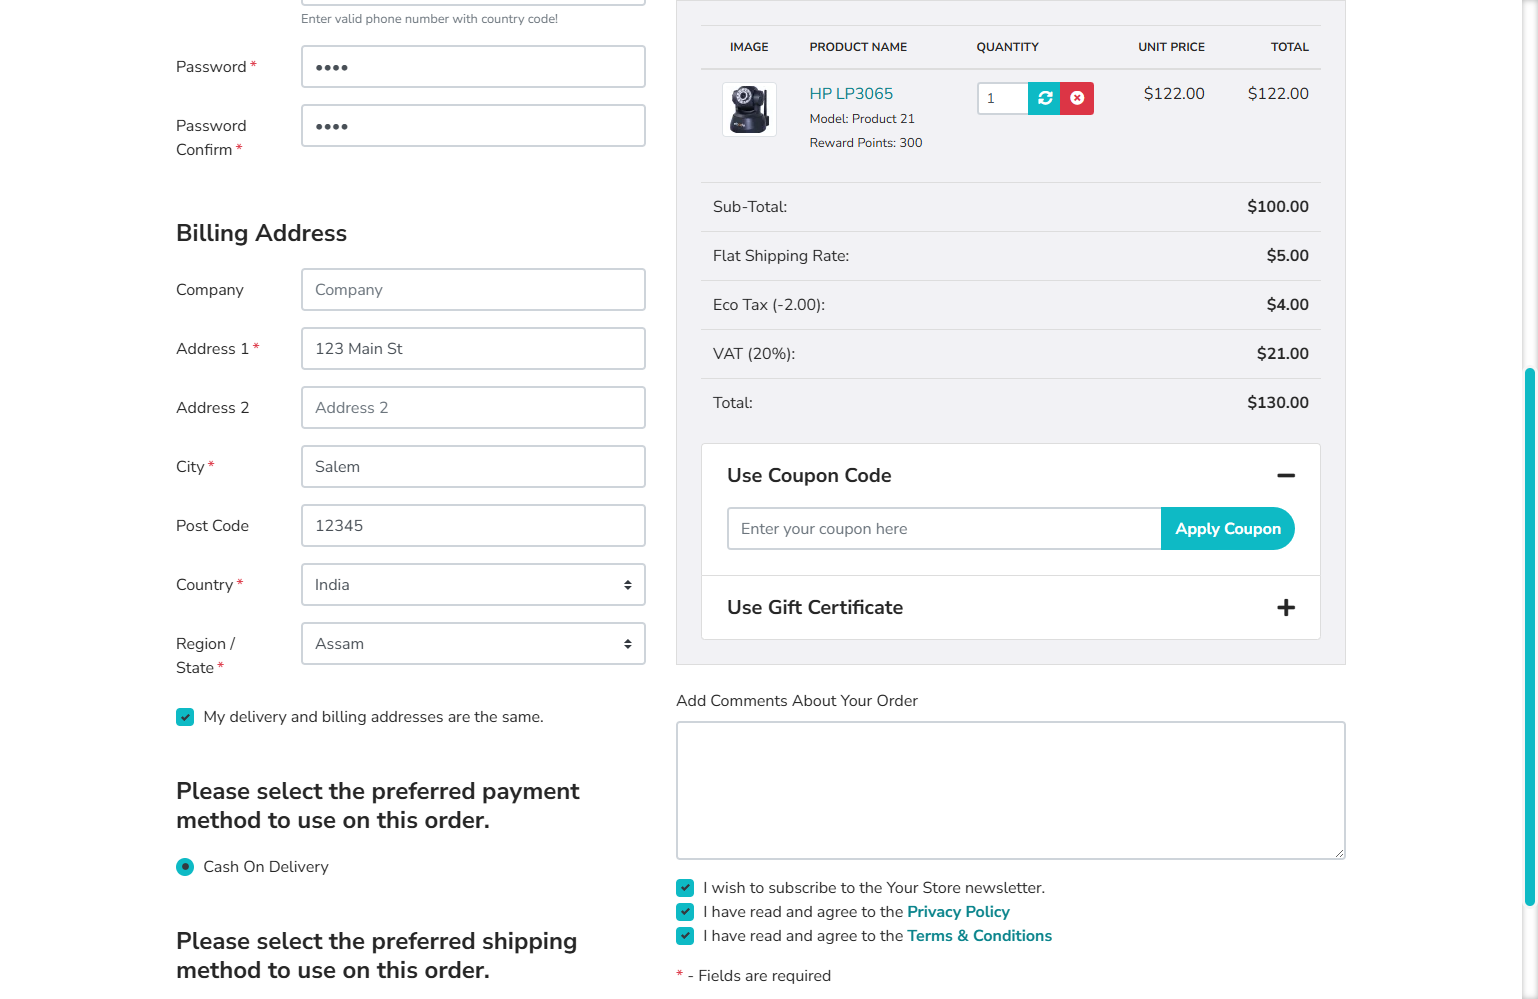 Enter valid phone number with country code!
Password *
••••
Password
Confirm *
••••
Billing Address
Company
Company
Address 1 *
123 Main St
Address 2
Address 2
City *
Salem
Post Code
12345
Country *
India
Region /
State *
Assam
My delivery and billing addresses are the same.
Please select the preferred payment
method to use on this order.
Cash On Delivery
Please select the preferred shipping
method to use on this order.
IMAGE PRODUCT NAME QUANTITY UNIT PRICE TOTAL
HP LP3065 1 $122.00 $122.00
Model: Product 21
Reward Points: 300
Sub-Total: $100.00
Flat Shipping Rate: $5.00
Eco Tax (-2.00): $4.00
VAT (20%): $21.00
Total: $130.00
Use Coupon Code
Enter your coupon here Apply Coupon
Use Gift Certificate
Add Comments About Your Order
I wish to subscribe to the Your Store newsletter.
I have read and agree to the Privacy Policy
I have read and agree to the Terms & Conditions
* - Fields are required